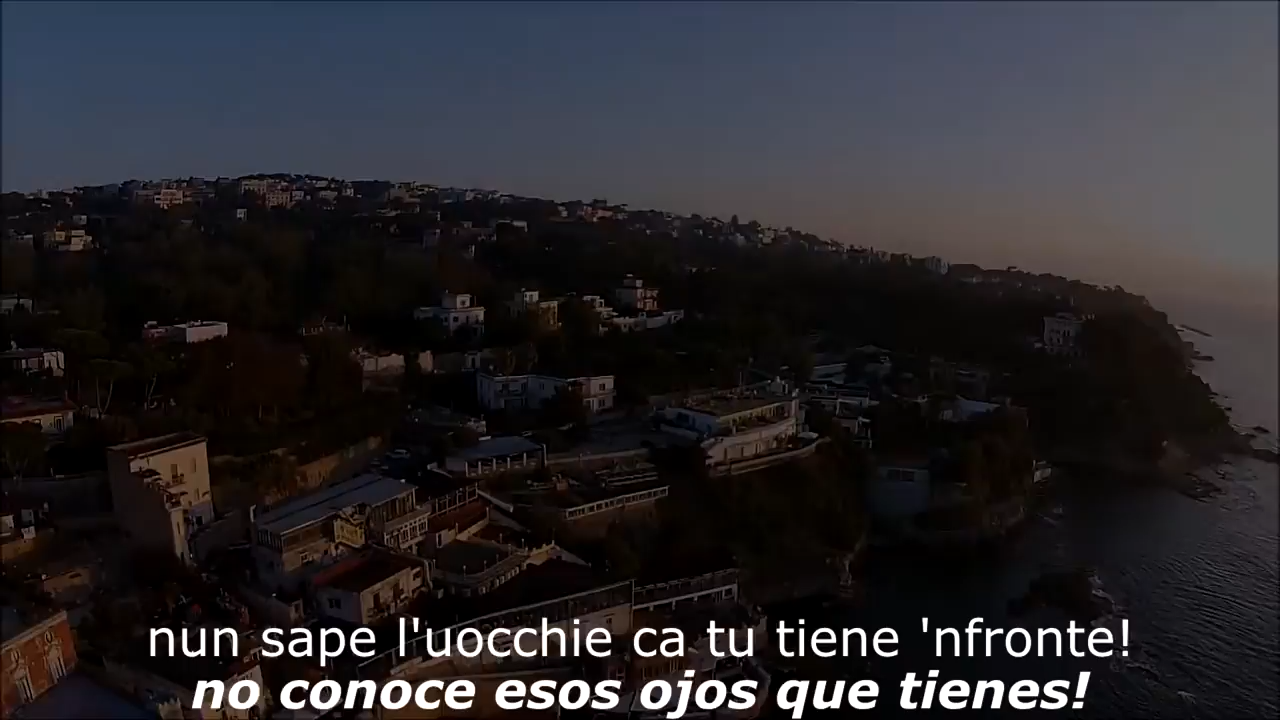 nun sape l'uocchie ca tu tiene 'nfronte!
no conoce esos ojos que tienes!